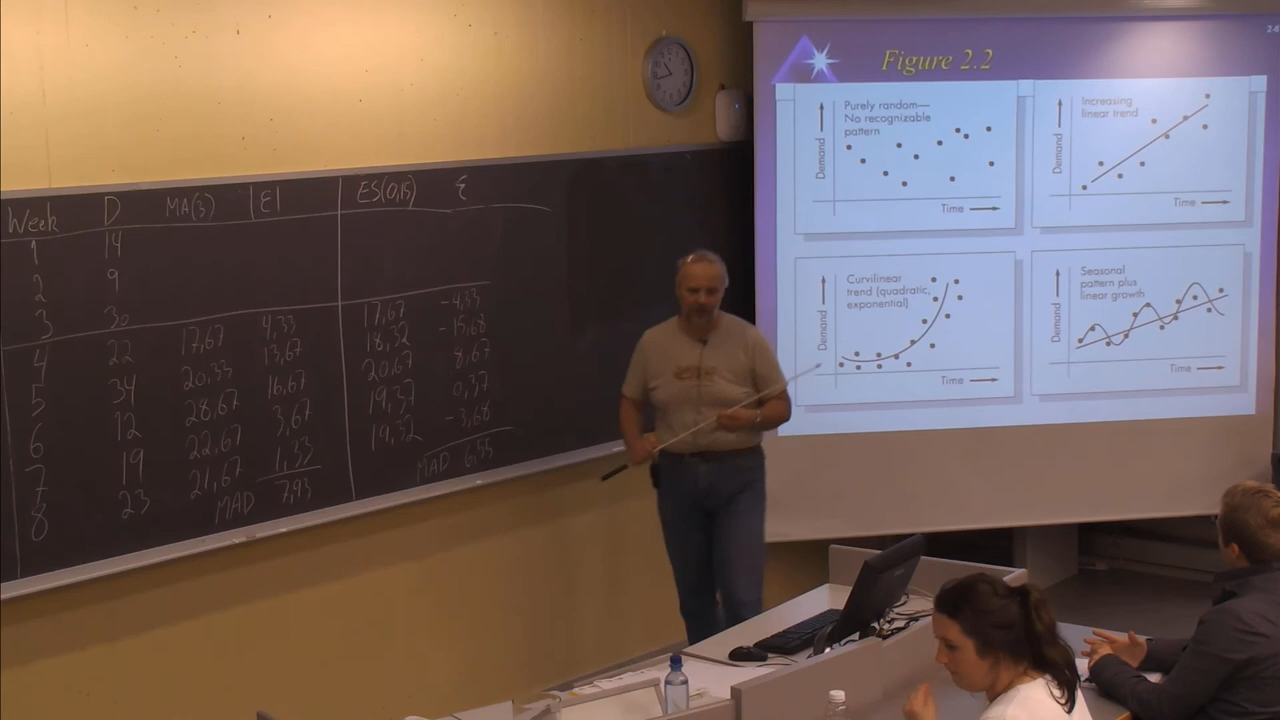 Week D MA(3) |ε| ES(0,15) ε
1 14
2 9
3 30
4 22 17,67 4,33 17,67 -4,33
5 34 20,33 13,67 18,32 -15,68
6 12 28,67 16,67 20,67 8,67
7 19 22,67 3,67 19,37 0,37
8 23 21,67 1,33 19,32 -3,68
MAD 7,93 MAD 6,55
2-6
Figure 2.2
Purely random—
No recognizable
pattern
Demand
Time
Increasing
linear trend
Demand
Time
Curvilinear
trend (quadratic,
exponential)
Demand
Time
Seasonal
pattern plus
linear growth
Demand
Time